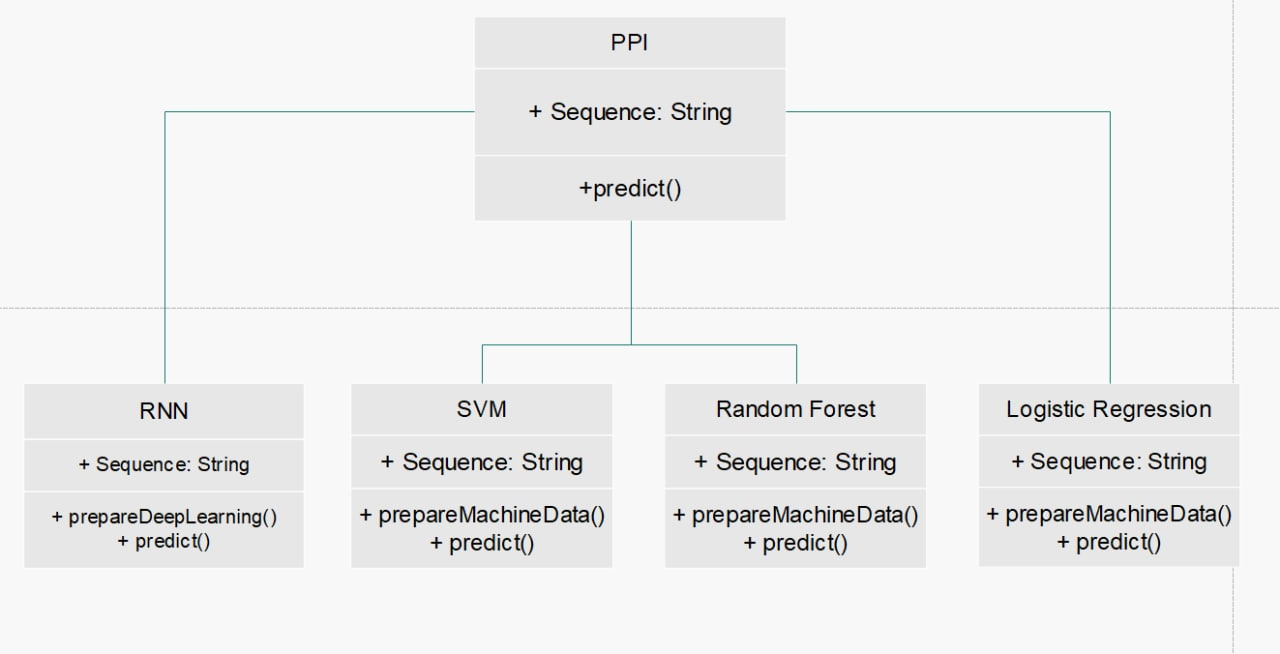 PPI
+ Sequence: String
+predict()
RNN
+ Sequence: String
+ prepareDeepLearning()
+ predict()
SVM
+ Sequence: String
+ prepareMachineData()
+ predict()
Random Forest
+ Sequence: String
+ prepareMachineData()
+ predict()
Logistic Regression
+ Sequence: String
+ prepareMachineData()
+ predict()